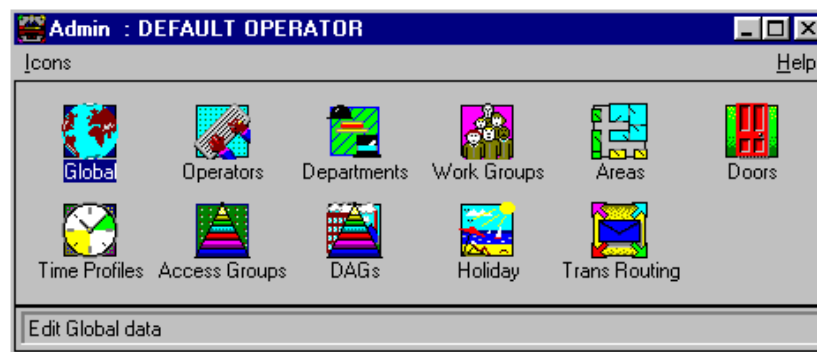 Admin : DEFAULT OPERATOR
Icons Help
Global Operators Departments Work Groups Areas Doors
Time Profiles Access Groups DAGs Holiday Trans Routing
Edit Global data